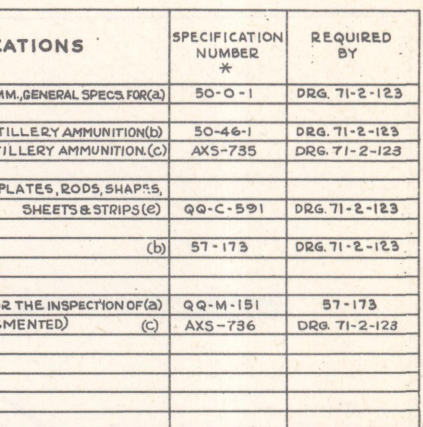 CATIONS SPECIFICATION NUMBER * REQUIRED BY
MM.,GENERAL SPECS. FOR(a) 50-0-1 DRG. 71-2-123
TILLERY AMMUNITION(b) 50-46-1 DRG. 71-2-123
TILLERY AMMUNITION.(c) AXS-735 DRG. 71-2-123
PLATES, RODS, SHAPES,
SHEETS & STRIPS(e) QQ-C-591 DRG. 71-2-123
(b) 57-173 DRG. 71-2-123
R THE INSPECTION OF(a) QQ-M-151 57-173
GMENTED) (C) AXS-736 DRG. 71-2-123